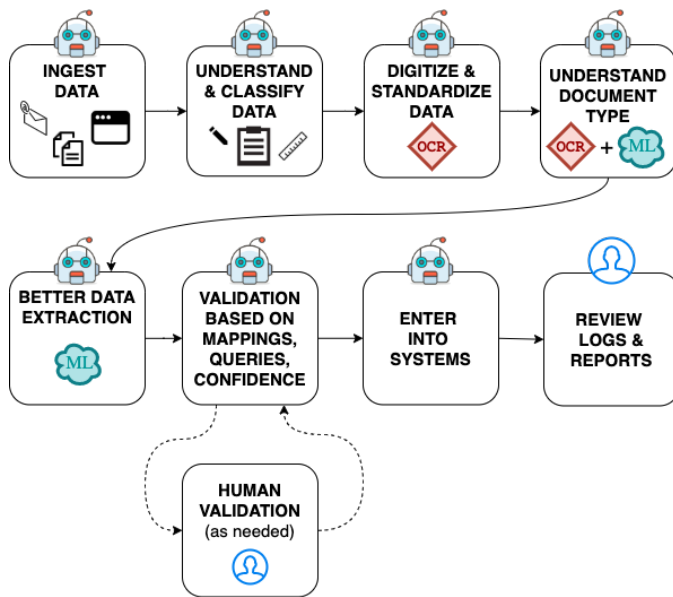 INGEST
DATA
UNDERSTAND
& CLASSIFY
DATA
DIGITIZE &
STANDARDIZE
DATA
OCR
UNDERSTAND
DOCUMENT
TYPE
OCR + ML
BETTER DATA
EXTRACTION
ML
VALIDATION
BASED ON
MAPPINGS,
QUERIES,
CONFIDENCE
ENTER
INTO
SYSTEMS
REVIEW
LOGS &
REPORTS
HUMAN
VALIDATION
(as needed)